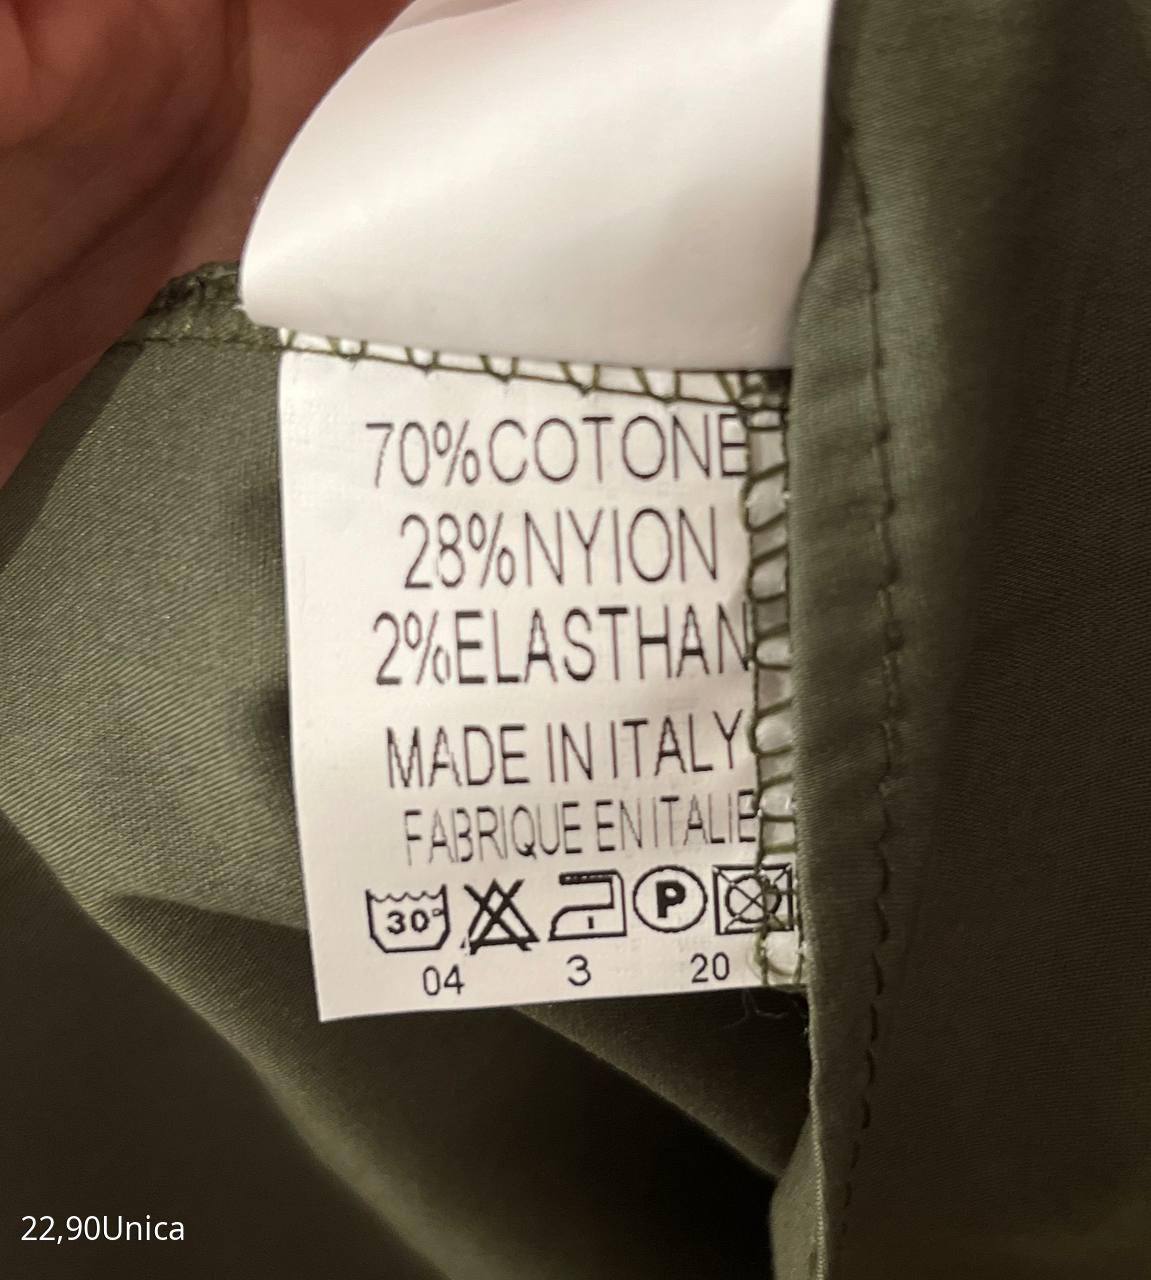 70%COTONE
28%NYION
2%ELASTHAN
MADE IN ITALY
FABRIQUE EN ITALIE
30° P
04 3 20
22,90Unica